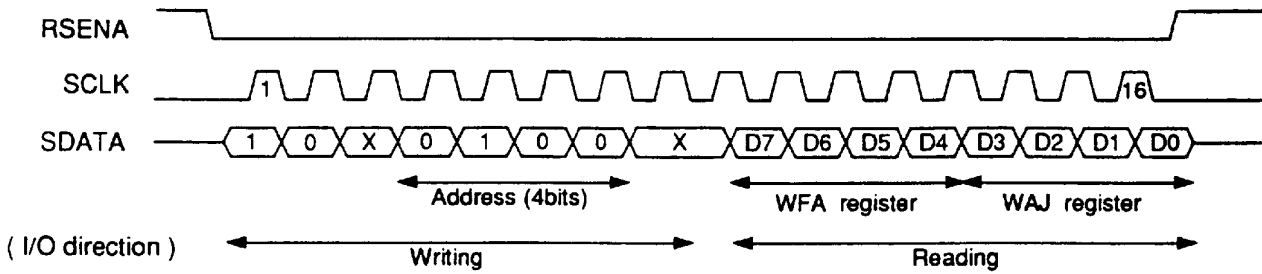 RSENA
SCLK 1 16
SDATA 1 0 X 0 1 0 0 X D7 D6 D5 D4 D3 D2 D1 D0
Address (4bits) WFA register WAJ register
( I/O direction ) Writing Reading